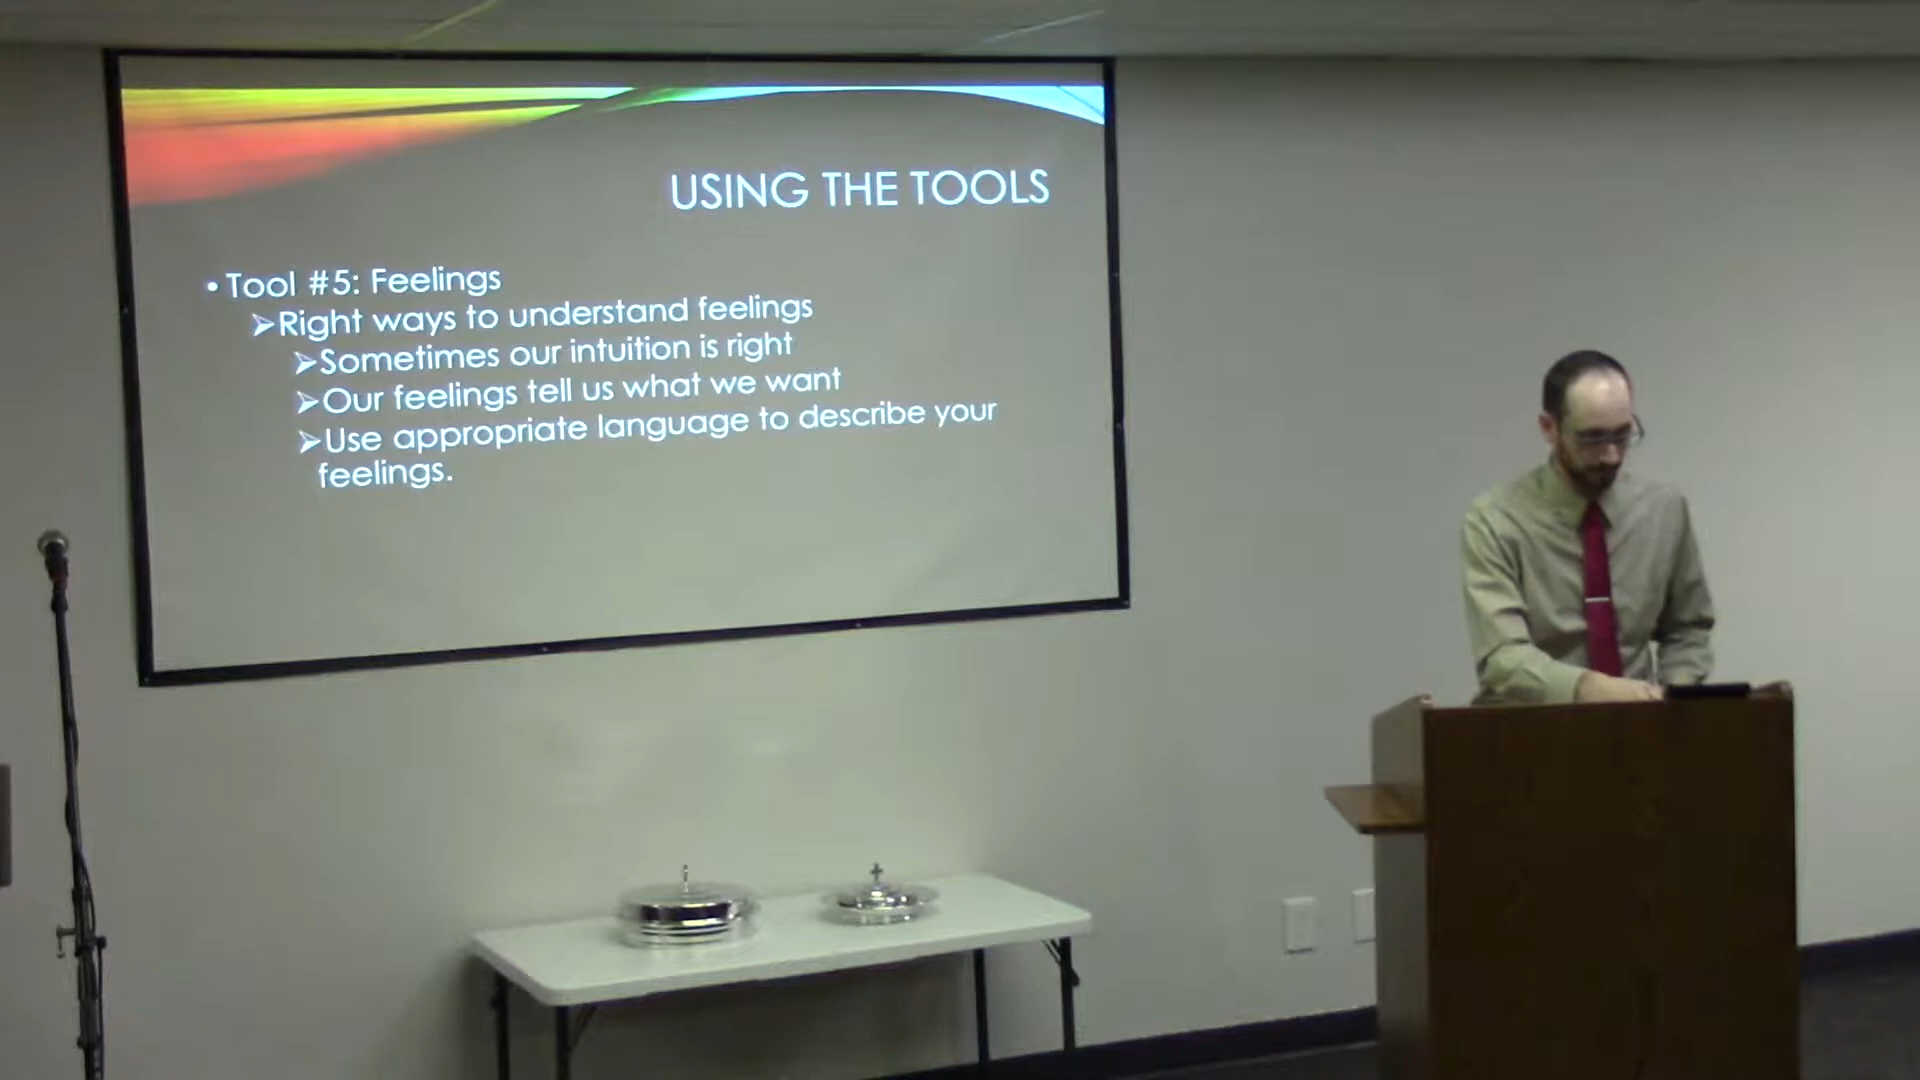 USING THE TOOLS
• Tool #5: Feelings
➢Right ways to understand feelings
➢Sometimes our intuition is right
➢Our feelings tell us what we want
➢Use appropriate language to describe your
feelings.